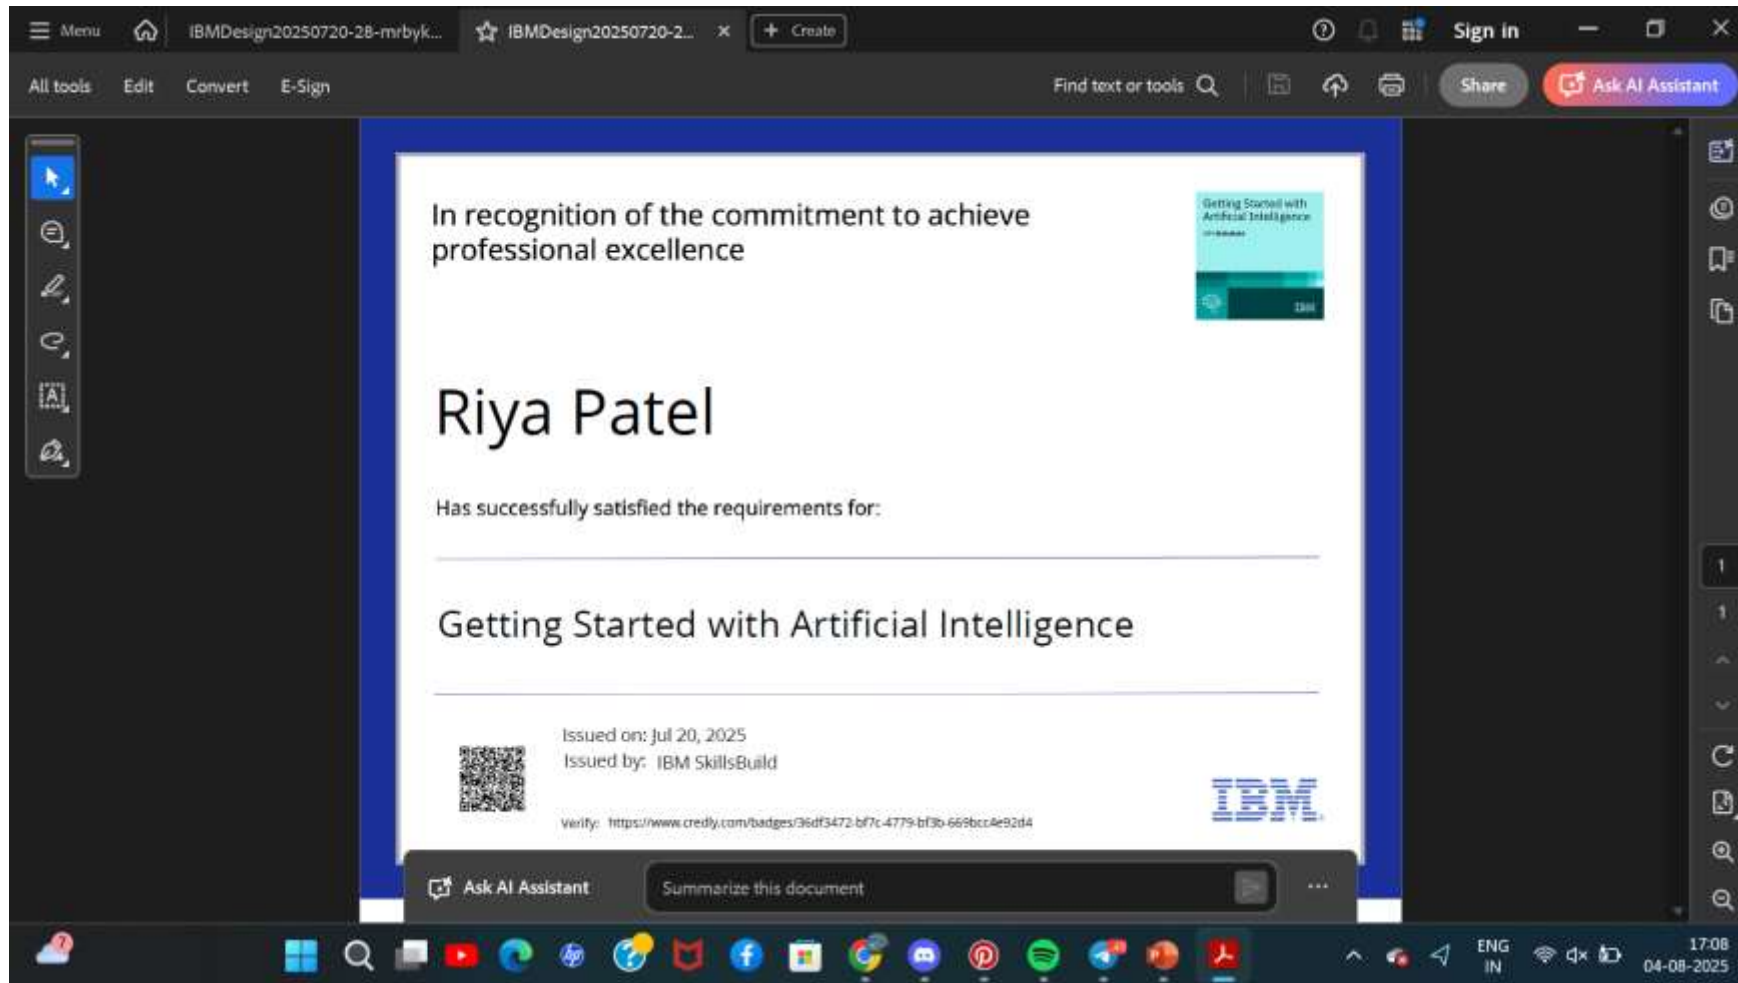 Menu
IBMDesign20250720-28-mrbyk...
IBMDesign20250720-2...
Create
Sign in
All tools
Edit
Convert
E-Sign
Find text or tools
Share
Ask AI Assistant
In recognition of the commitment to achieve
professional excellence
Getting Started with
Artificial Intelligence
IBM
Riya Patel
Has successfully satisfied the requirements for:
Getting Started with Artificial Intelligence
Issued on: Jul 20, 2025
Issued by: IBM SkillsBuild
Verify: https://www.credly.com/badges/36df3472-bf7c-4779-bf3b-669bcc4e92d4
IBM
1
1
Ask AI Assistant
Summarize this document
7
hp
ENG
IN
17:08
04-08-2025